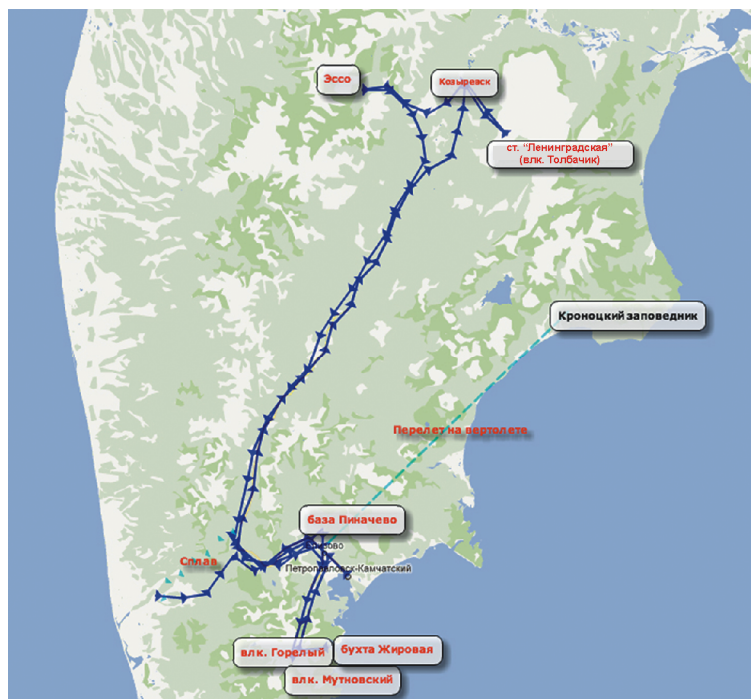 Эссо
Козыревск
ст. "Ленинградская"
(влк. Толбачик)
Кроноцкий заповедник
Перелет на вертолете
база Пиначево
Сплав
Петропавловск-Камчатский
влк. Горелый
бухта Жировая
влк. Мутновский